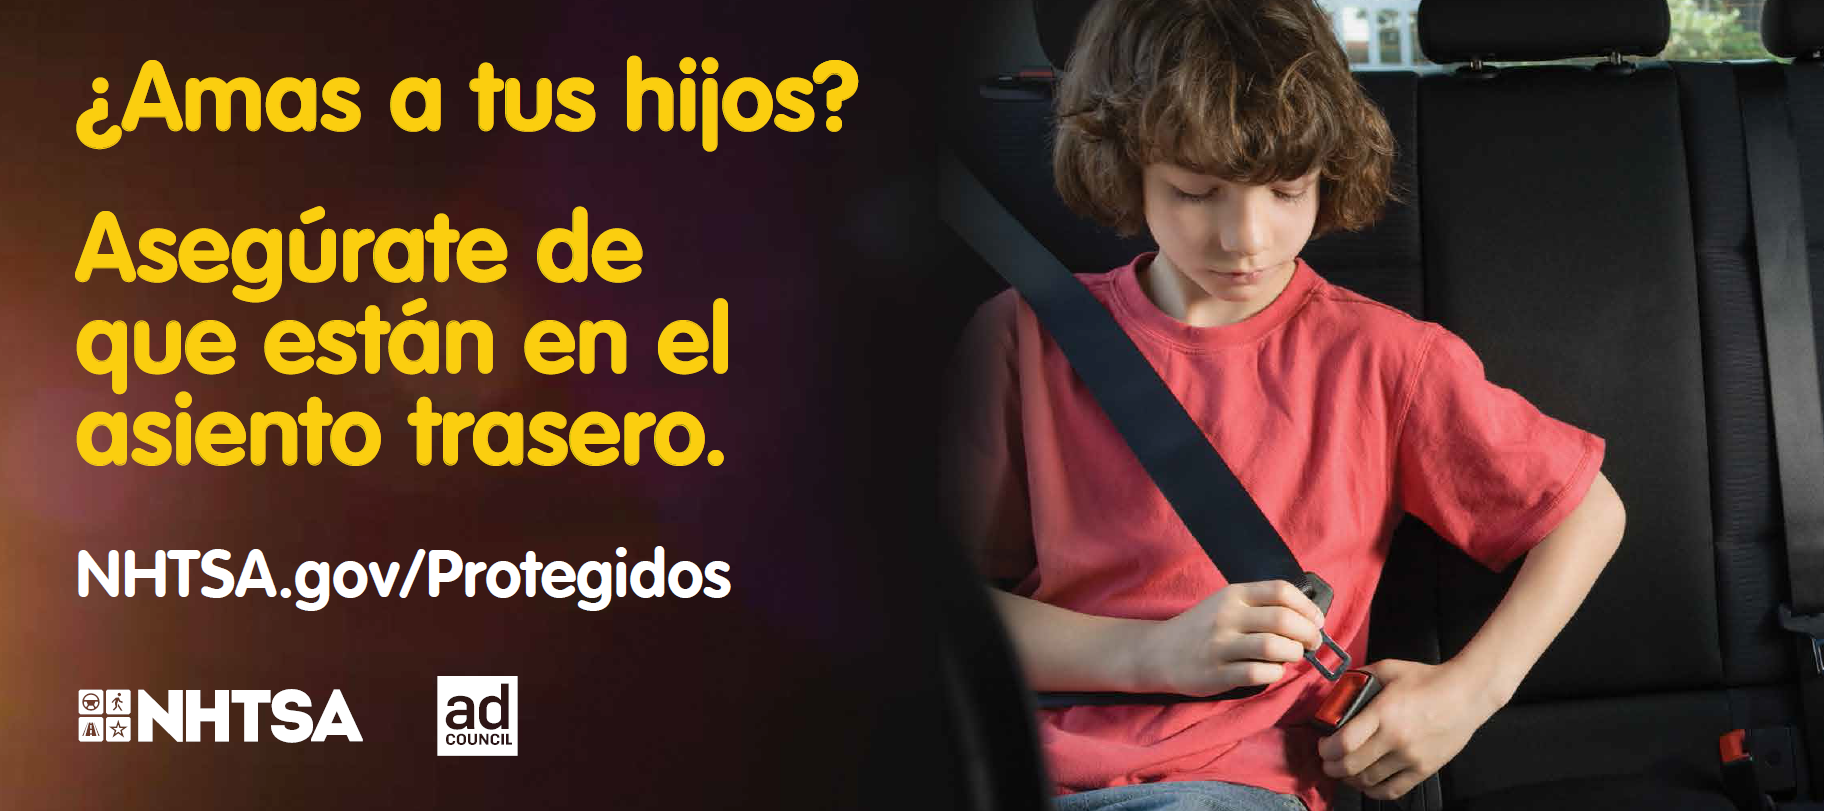 ¿Amas a tus hijos?
Asegúrate de
que están en el
asiento trasero.
NHTSA.gov/Protegidos
NHTSA
ad
COUNCIL